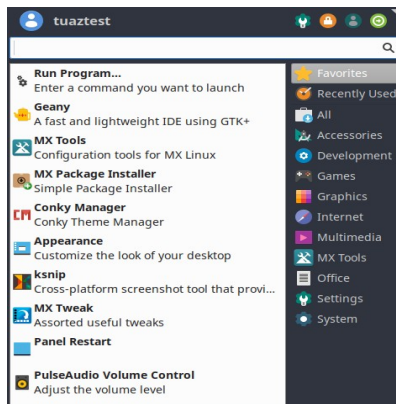 tuaztest
Run Program...
Enter a command you want to launch
Geany
A fast and lightweight IDE using GTK+
MX Tools
Configuration tools for MX Linux
MX Package Installer
Simple Package Installer
Conky Manager
Conky Theme Manager
Appearance
Customize the look of your desktop
ksnip
Cross-platform screenshot tool that provi...
MX Tweak
Assorted useful tweaks
Panel Restart
PulseAudio Volume Control
Adjust the volume level
Favorites
Recently Used
All
Accessories
Development
Games
Graphics
Internet
Multimedia
MX Tools
Office
Settings
System